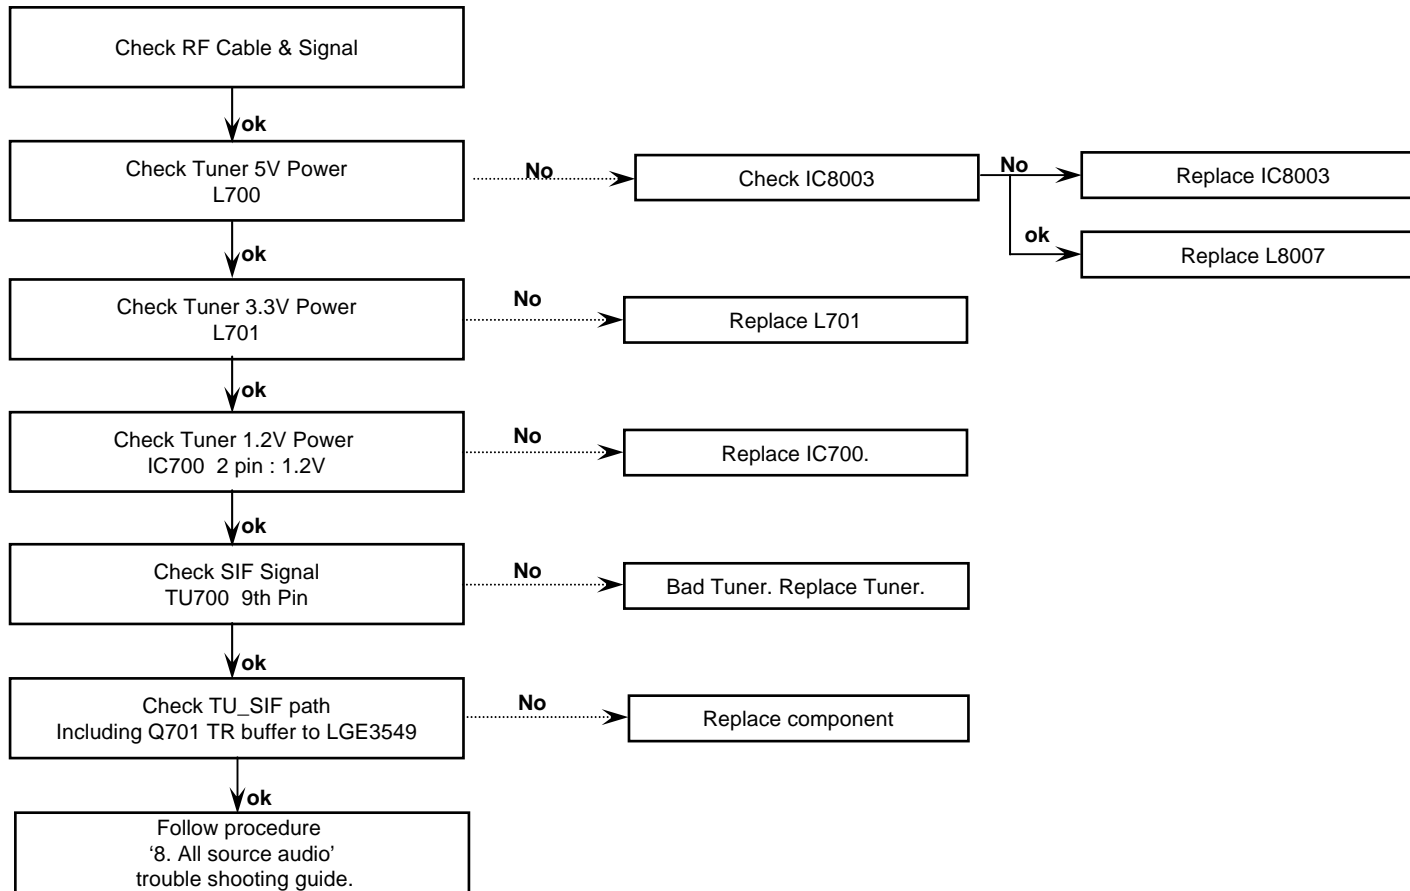 Check RF Cable & Signal
ok
Check Tuner 5V Power
L700
No
Check IC8003
No
Replace IC8003
ok
Replace L8007
ok
Check Tuner 3.3V Power
L701
No
Replace L701
ok
Check Tuner 1.2V Power
IC700 2 pin : 1.2V
No
Replace IC700.
ok
Check SIF Signal
TU700 9th Pin
No
Bad Tuner. Replace Tuner.
ok
Check TU_SIF path
Including Q701 TR buffer to LGE3549
No
Replace component
ok
Follow procedure
‘8. All source audio’
trouble shooting guide.